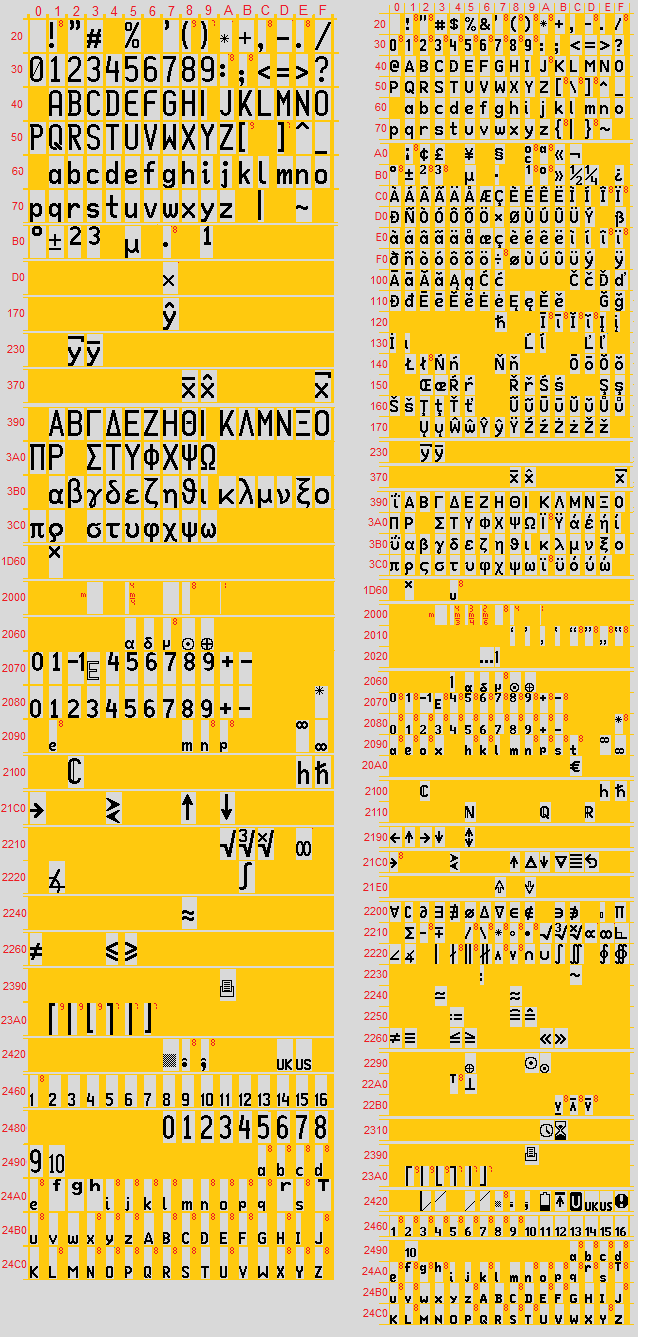 0 1 2 3 4 5 6 7 8 9 A B C D E F
20 ! " # % ' ( ) * + , - . /
30 0 1 2 3 4 5 6 7 8 9 : ; < = > ?
40 A B C D E F G H I J K L M N O
50 P Q R S T U V W X Y Z [ ] ^ _
60 a b c d e f g h i j k l m n o
70 p q r s t u v w x y z | ~
B0 ° ± 2 3 µ · 1
D0 ×
170 ŷ
230 ȳ ȳ
370 x̄ x̂ x̄
390 Α Β Γ Δ Ε Ζ Η Θ Ι Κ Λ Μ Ν Ξ Ο
3A0 Π Ρ Σ Τ Υ Φ Χ Ψ Ω
3B0 α β γ δ ε ζ η ϑ ι κ λ μ ν ξ ο
3C0 π ρ σ τ υ φ χ ψ ω
1D60 x
2000
2060 α δ μ ⊙ ⊕
2070 0 1 -1 E 4 5 6 7 8 9 + -
2080 0 1 2 3 4 5 6 7 8 9 + - *
2090 e m n p ∞ ∞
2100 ℂ h ħ
21C0 → ↑ ↓
2210 √ ∛ ˣ√ ∞
2220 ∡ ∫
2240 ≈
2260 ≠ ≤ ≥
2390
23A0 ⎡ ⎢ ⎣ ⎤ ⎥ ⎦
2420 UK US
2460 1 2 3 4 5 6 7 8 9 10 11 12 13 14 15 16
2480 0 1 2 3 4 5 6 7 8
2490 9 10 a b c d
24A0 e f g h i j k l m n o p q r s T
24B0 u v w x y z A B C D E F G H I J
24C0 K L M N O P Q R S T U V W X Y Z
0 1 2 3 4 5 6 7 8 9 A B C D E F
20 ! " # $ % & ' ( ) * + , - . /
30 0 1 2 3 4 5 6 7 8 9 : ; < = > ?
40 @ A B C D E F G H I J K L M N O
50 P Q R S T U V W X Y Z [ \ ] ^ _
60 a b c d e f g h i j k l m n o
70 p q r s t u v w x y z { | } ~
A0 ¡ ¢ £ ¥ § ª « ¬
B0 ° ± 2 3 µ · 1 º » ½ ¼ ¿
C0 À Á Â Ã Ä Å Æ Ç È É Ê Ë Ì Í Î Ï
D0 Ð Ñ Ò Ó Ô Õ Ö × Ø Ù Ú Û Ü Ý ß
E0 à á â ã ä å æ ç è é ê ë ì í î ï
F0 ð ñ ò ó ô õ ö ÷ ø ù ú û ü ý ÿ
100 Ā ā Ă ă Ą ą Ć ć Č č Ď ď
110 Đ đ Ē ē Ĕ ĕ Ė ė Ę ę Ě ě Ğ ğ
120 ħ Ī ī Ĭ ĭ Į į
130 İ ı Ĺ ĺ Ľ ľ
140 Ł ł Ń ń Ň ň Ō ō Ŏ ŏ
150 Œ œ Ŕ ŕ Ř ř Ś ś Ş ş
160 Š š Ţ ţ Ť ť Ũ ũ Ū ū Ŭ ŭ Ů ů
170 Ų ų Ŵ ŵ Ŷ ŷ Ÿ Ź ź Ż ż Ž ž
230 ȳ ȳ
370 x̄ x̂ x̄
390 ΐ Α Β Γ Δ Ε Ζ Η Θ Ι Κ Λ Μ Ν Ξ Ο
3A0 Π Ρ Σ Τ Υ Φ Χ Ψ Ω Ϊ Ϋ ά έ ή ί
3B0 ΰ α β γ δ ε ζ η ϑ ι κ λ μ ν ξ ο
3C0 π ρ ς σ τ υ φ χ ψ ω ϊ ϋ ό ύ ώ
1D60 x u
2000
2010 ‘ ’ ‚ ‛ “ ” „ ‟
2020 …
2060 α δ μ ⊙ ⊕
2070 0 1 -1 E 4 5 6 7 8 9 + -
2080 0 1 2 3 4 5 6 7 8 9 + - *
2090 a e o x h k l m n p s t ∞ ∞
20A0 €
2100 ℂ h ħ
2110 N Q R
2190 ← ↑ → ↓ ↕
21C0 → ↑ △ ↓ ▽
21E0 ⇧ ⇩
2200 ∀ ∁ ∂ ∃ ∄ ∅ ∆ ∇ ∈ ∉ ∋ ∌ ∏
2210 ∑ − ∓ ∕ ∖ ∗ ∘ ∙ √ ∛ ˣ√ ∝ ∞ ∟
2220 ∠ ∡ ∣ ∤ ∥ ∦ ∧ ∨ ∩ ∪ ∫ ∬ ∮ ∯
2230 : ~
2240 ≃ ≈
2250 ≔ ≘ ≙
2260 ≠ ≡ ≤ ≥ ≪ ≫
2290 ⊕ ⊙ ⊙
22A0 ⊤ ⊥
22B0
2310
2390
23A0 ⎡ ⎢ ⎣ ⎤ ⎥ ⎦
2420 UK US
2460 1 2 3 4 5 6 7 8 9 10 11 12 13 14 15 16
2490 10 a b c d
24A0 e f g h i j k l m n o p q r s T
24B0 u v w x y z A B C D E F G H I J
24C0 K L M N O P Q R S T U V W X Y Z